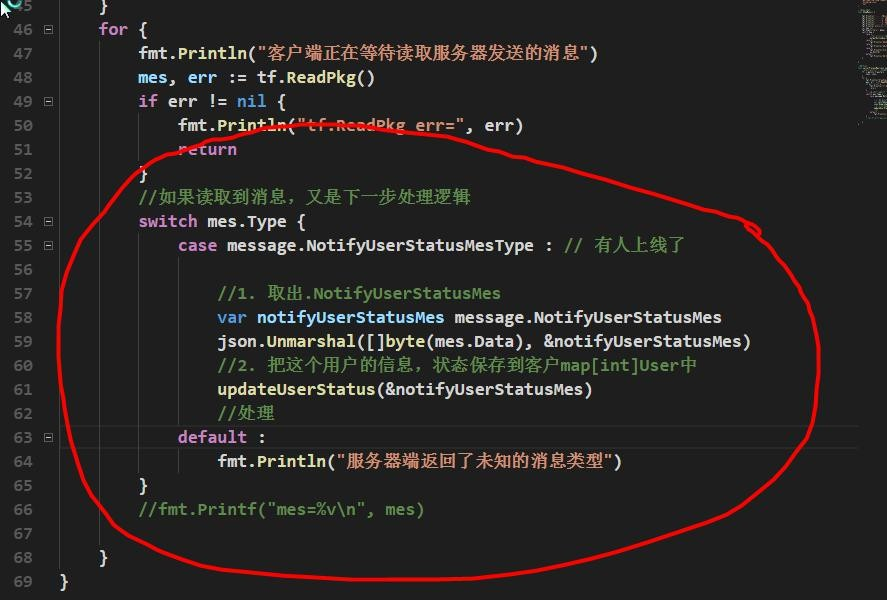 45 }
46 for {
47 fmt.Println("客户端正在等待读取服务器发送的消息")
48 mes, err := tf.ReadPkg()
49 if err != nil {
50 fmt.Println("tf.ReadPkg err=", err)
51 return
52 }
53 //如果读取到消息，又是下一步处理逻辑
54 switch mes.Type {
55 case message.NotifyUserStatusMesType : // 有人上线了
56
57 //1. 取出.NotifyUserStatusMes
58 var notifyUserStatusMes message.NotifyUserStatusMes
59 json.Unmarshal([]byte(mes.Data), &notifyUserStatusMes)
60 //2. 把这个用户的信息，状态保存到客户map[int]User中
61 updateUserStatus(&notifyUserStatusMes)
62 //处理
63 default :
64 fmt.Println("服务器端返回了未知的消息类型")
65 }
66 //fmt.Printf("mes=%v\n", mes)
67
68 }
69 }